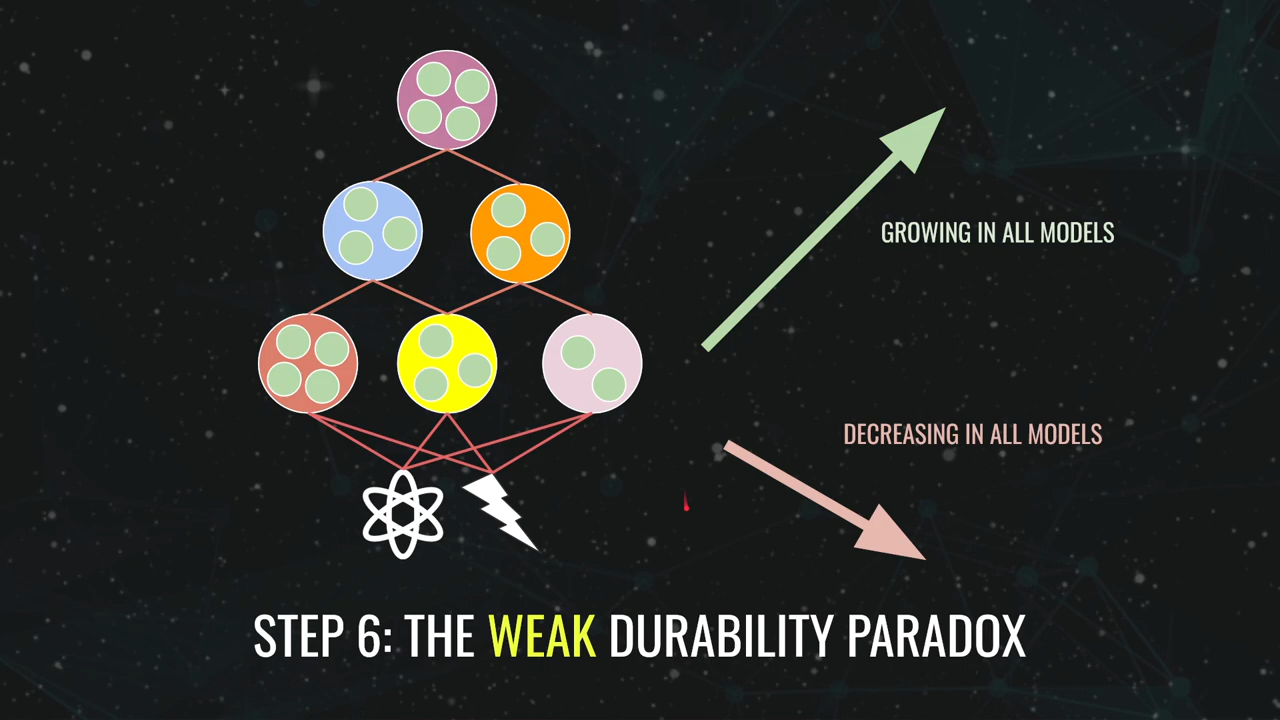 GROWING IN ALL MODELS
DECREASING IN ALL MODELS
STEP 6: THE WEAK DURABILITY PARADOX